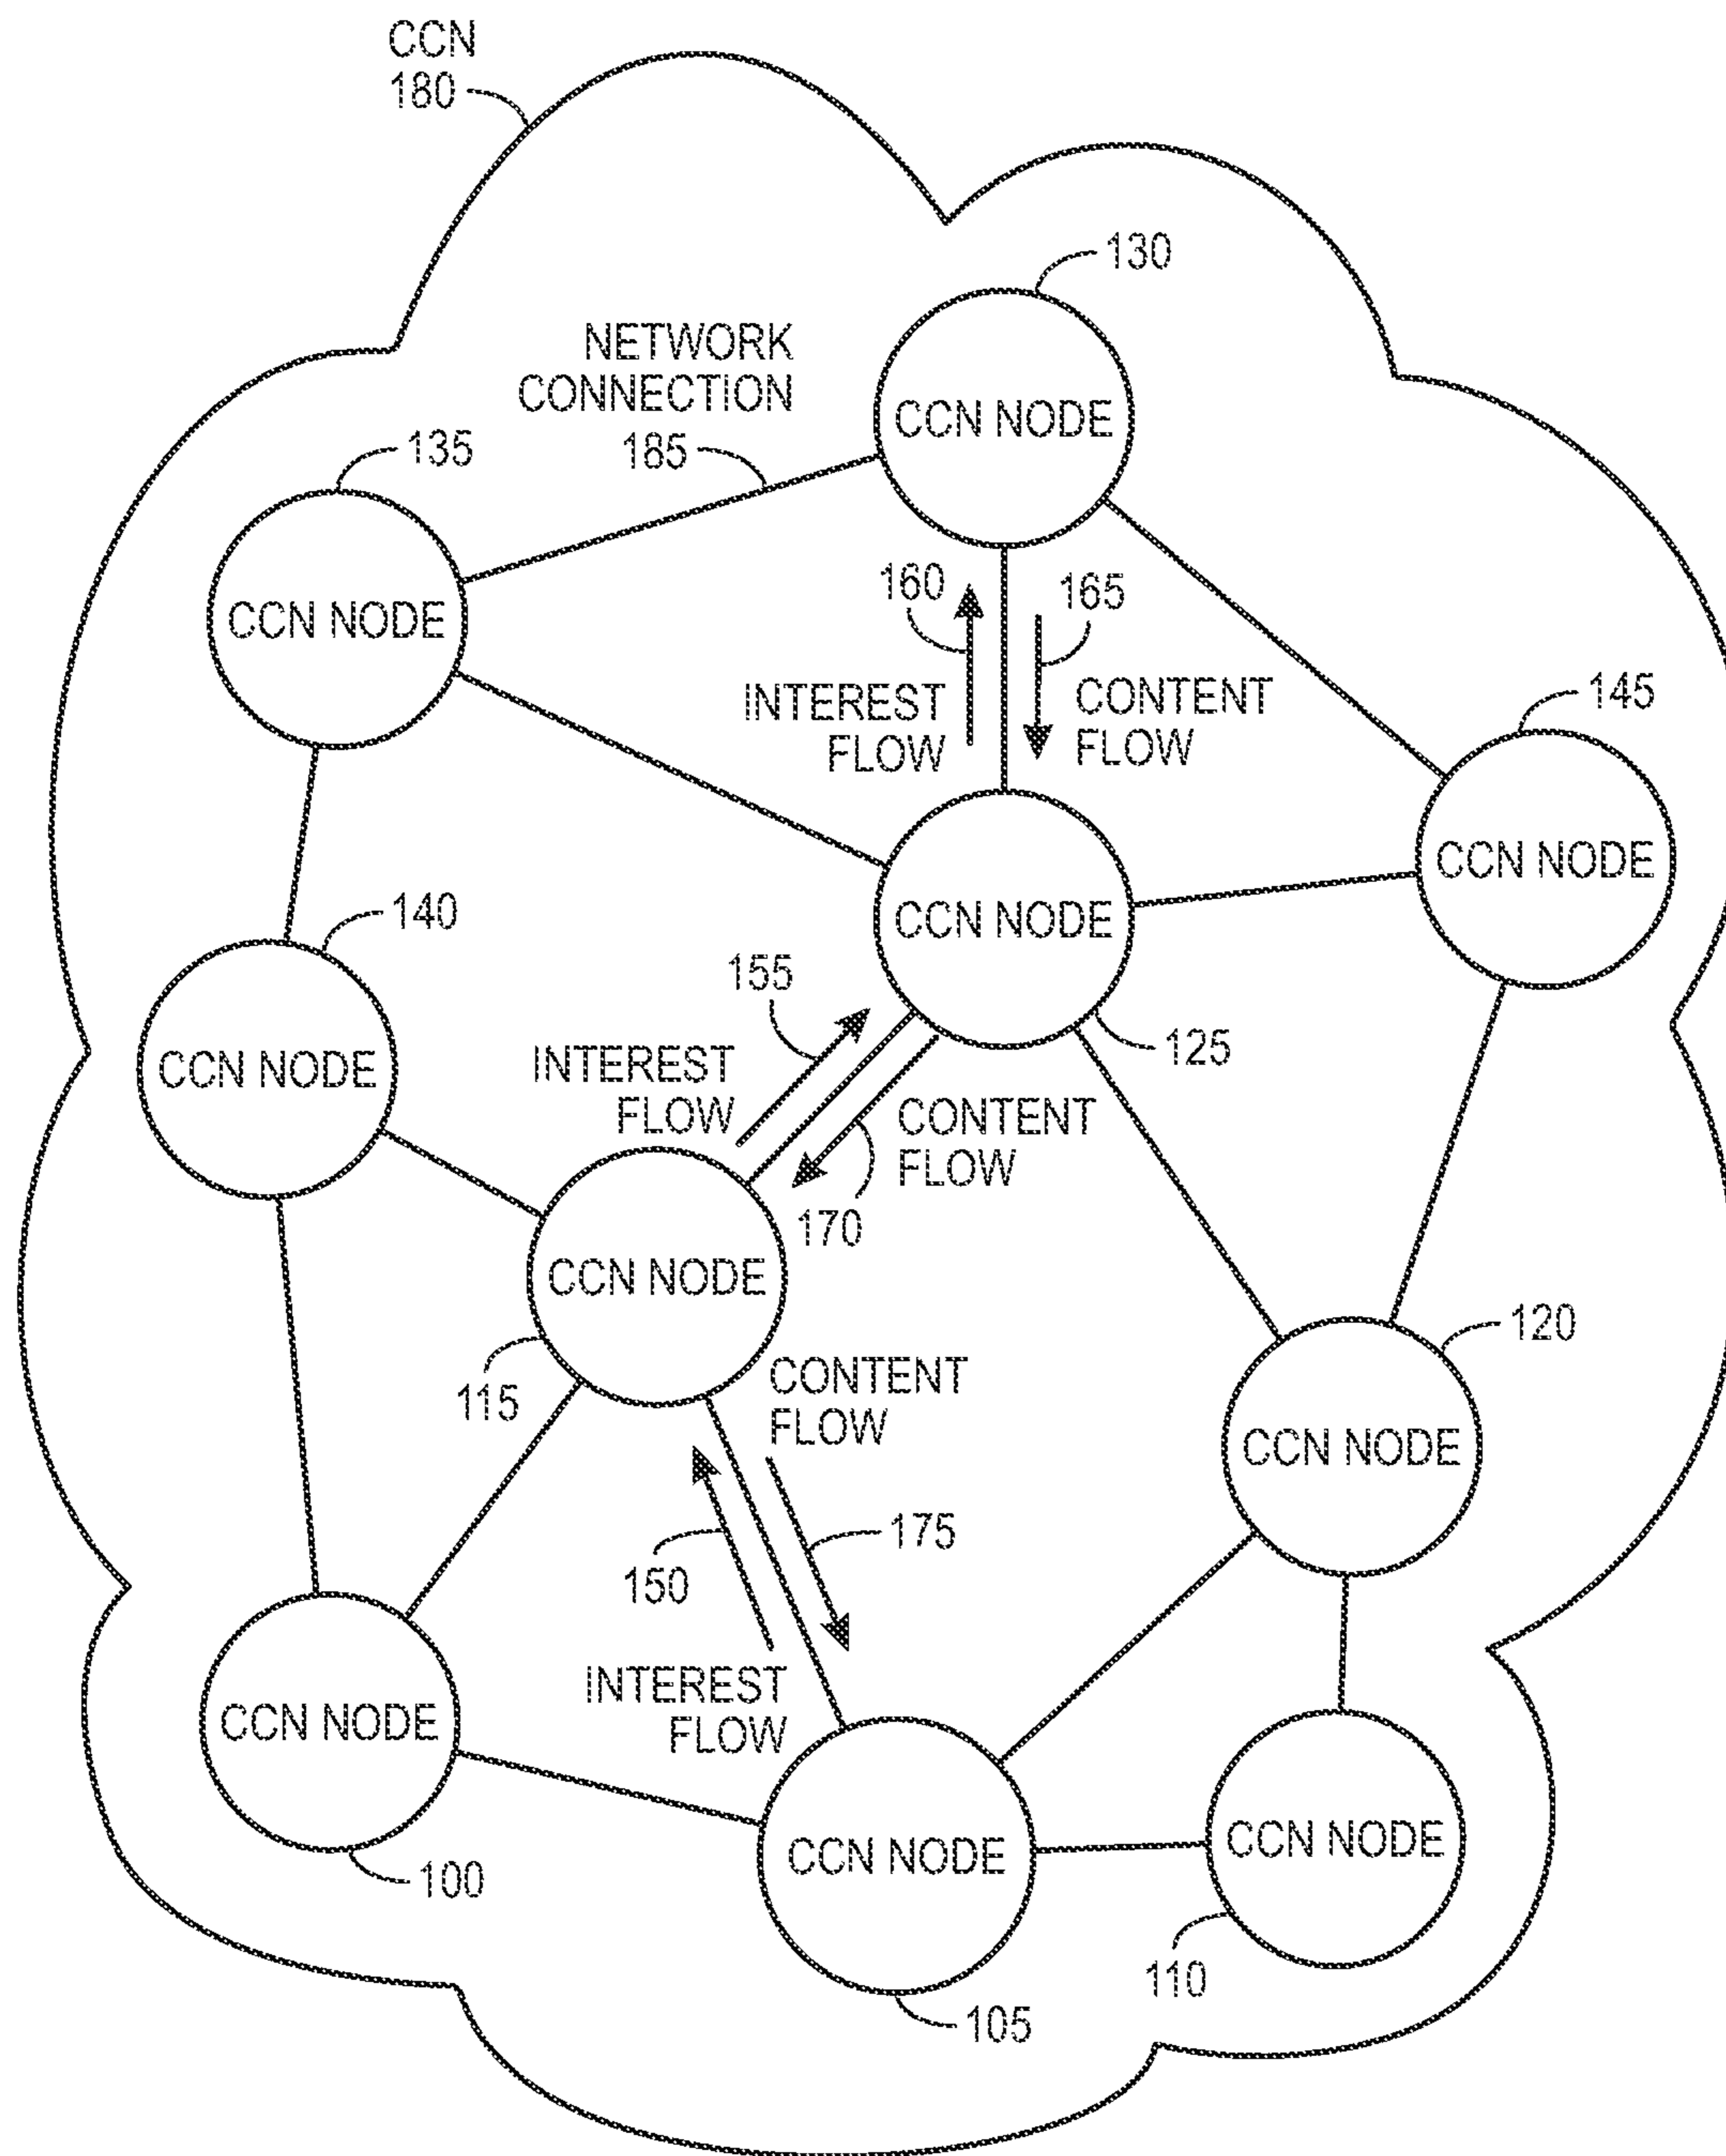 CCN
180
130
NETWORK
CONNECTION
185
135
CCN NODE
CCN NODE
160
165
INTEREST
FLOW
CONTENT
FLOW
145
CCN NODE
140
CCN NODE
155
125
INTEREST
FLOW
CONTENT
FLOW
CCN NODE
170
CCN NODE
120
115
CONTENT
FLOW
CCN NODE
175
150
INTEREST
FLOW
CCN NODE
CCN NODE
CCN NODE
100
110
105